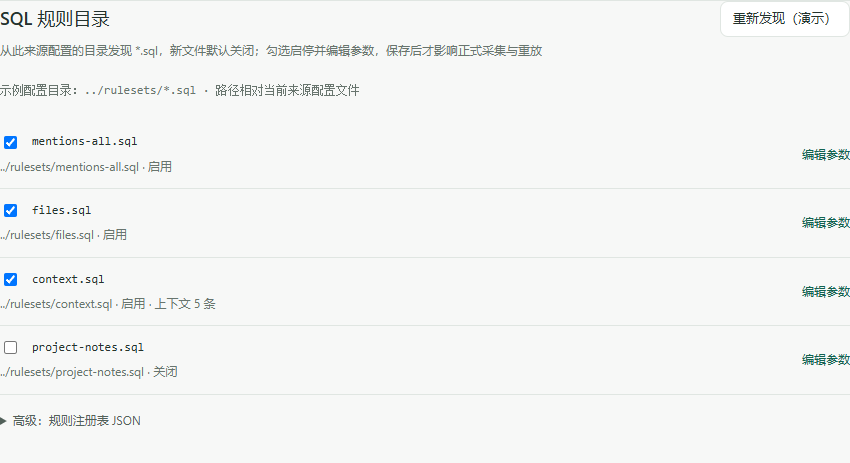 SQL 规则目录
重新发现（演示）
从此来源配置的目录发现 *.sql，新文件默认关闭；勾选启停并编辑参数，保存后才影响正式采集与重放
示例配置目录：../rulesets/*.sql · 路径相对当前来源配置文件
mentions-all.sql
../rulesets/mentions-all.sql · 启用
编辑参数
files.sql
../rulesets/files.sql · 启用
编辑参数
context.sql
../rulesets/context.sql · 启用 · 上下文 5 条
编辑参数
project-notes.sql
../rulesets/project-notes.sql · 关闭
编辑参数
高级：规则注册表 JSON